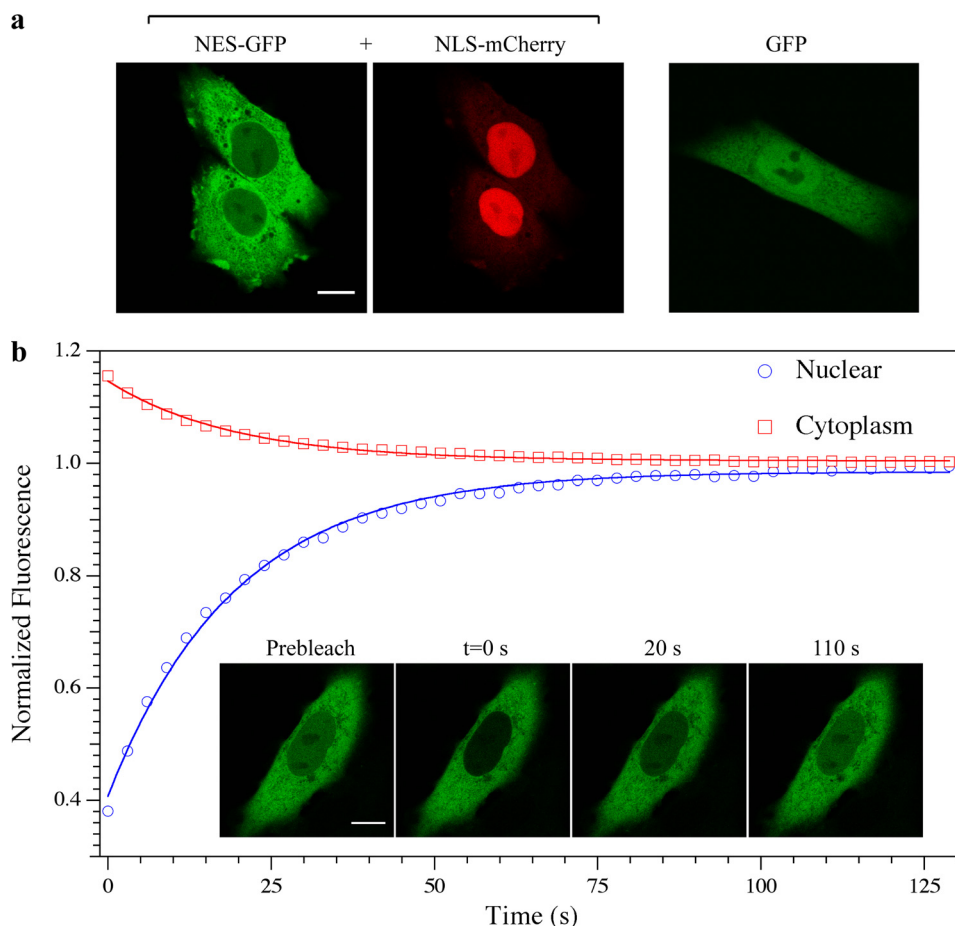 a
NES-GFP + NLS-mCherry GFP
b
1.2
1.0
0.8
0.6
0.4
Normalized Fluorescence
Nuclear
Cytoplasm
Prebleach t=0 s 20 s 110 s
0 25 50 75 100 125
Time (s)